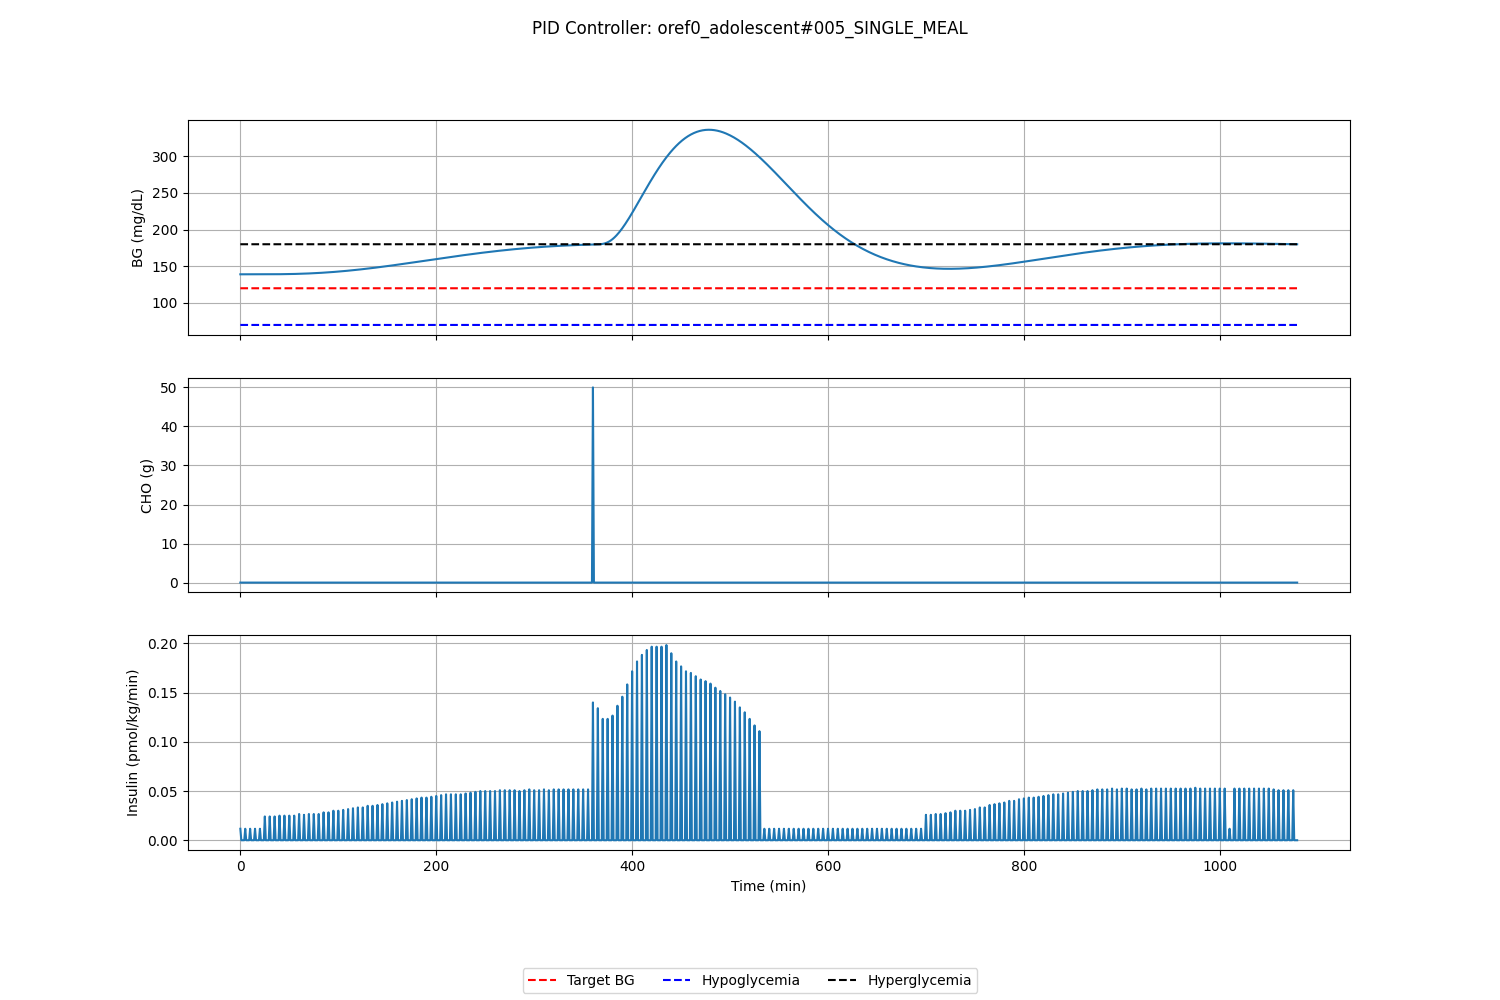 PID Controller: oref0_adolescent#005_SINGLE_MEAL
BG (mg/dL)
300
250
200
150
100
CHO (g)
50
40
30
20
10
0
Insulin (pmol/kg/min)
0.20
0.15
0.10
0.05
0.00
0 200 400 600 800 1000
Time (min)
Target BG Hypoglycemia Hyperglycemia